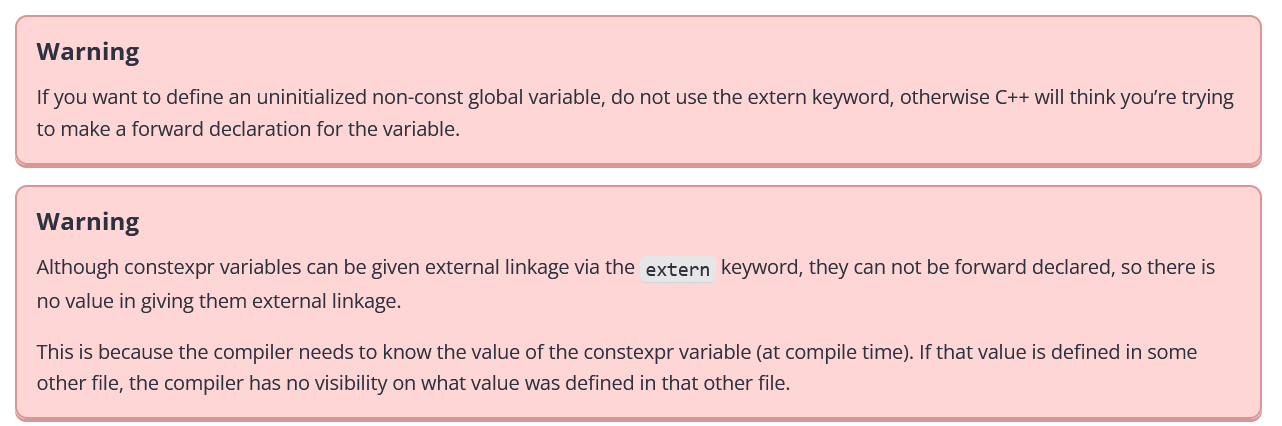 Warning
If you want to define an uninitialized non-const global variable, do not use the extern keyword, otherwise C++ will think you’re trying
to make a forward declaration for the variable.
Warning
Although constexpr variables can be given external linkage via the extern keyword, they can not be forward declared, so there is
no value in giving them external linkage.
This is because the compiler needs to know the value of the constexpr variable (at compile time). If that value is defined in some
other file, the compiler has no visibility on what value was defined in that other file.